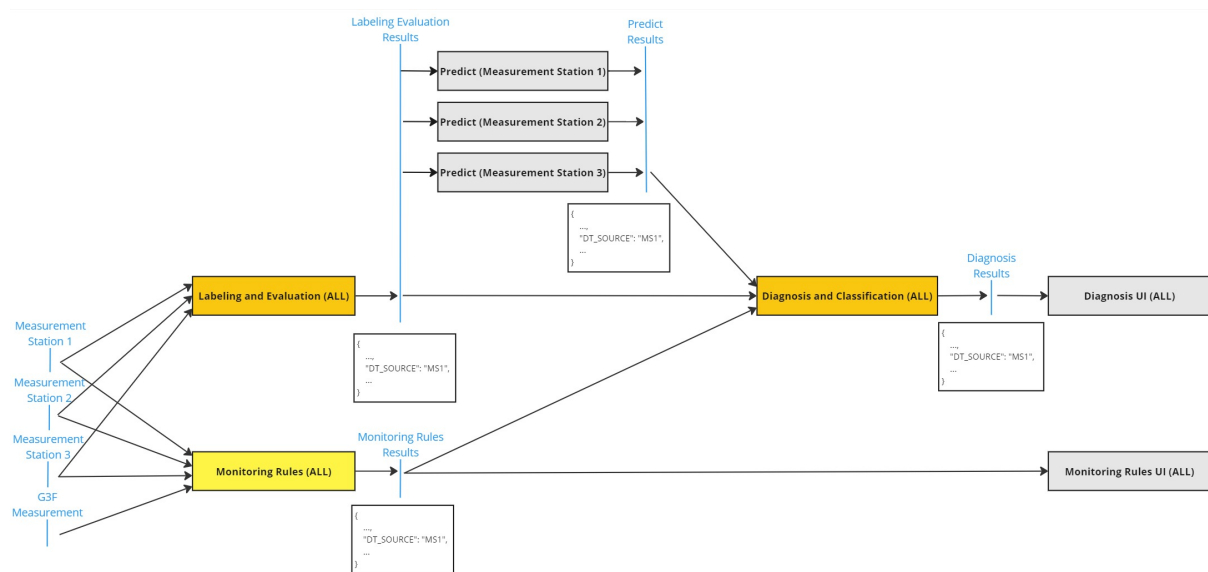 Labeling Evaluation
Results
Predict
Results
Predict (Measurement Station 1)
Predict (Measurement Station 2)
Predict (Measurement Station 3)
{
...,
"DT_SOURCE": "MS1",
...
}
Labeling and Evaluation (ALL)
Diagnosis and Classification (ALL)
Diagnosis
Results
Diagnosis UI (ALL)
{
...,
"DT_SOURCE": "MS1",
...
}
{
...,
"DT_SOURCE": "MS1",
...
}
Measurement
Station 1
Measurement
Station 2
Measurement
Station 3
G3F
Measurement
Monitoring Rules (ALL)
Monitoring Rules
Results
Monitoring Rules UI (ALL)
{
...,
"DT_SOURCE": "MS1",
...
}